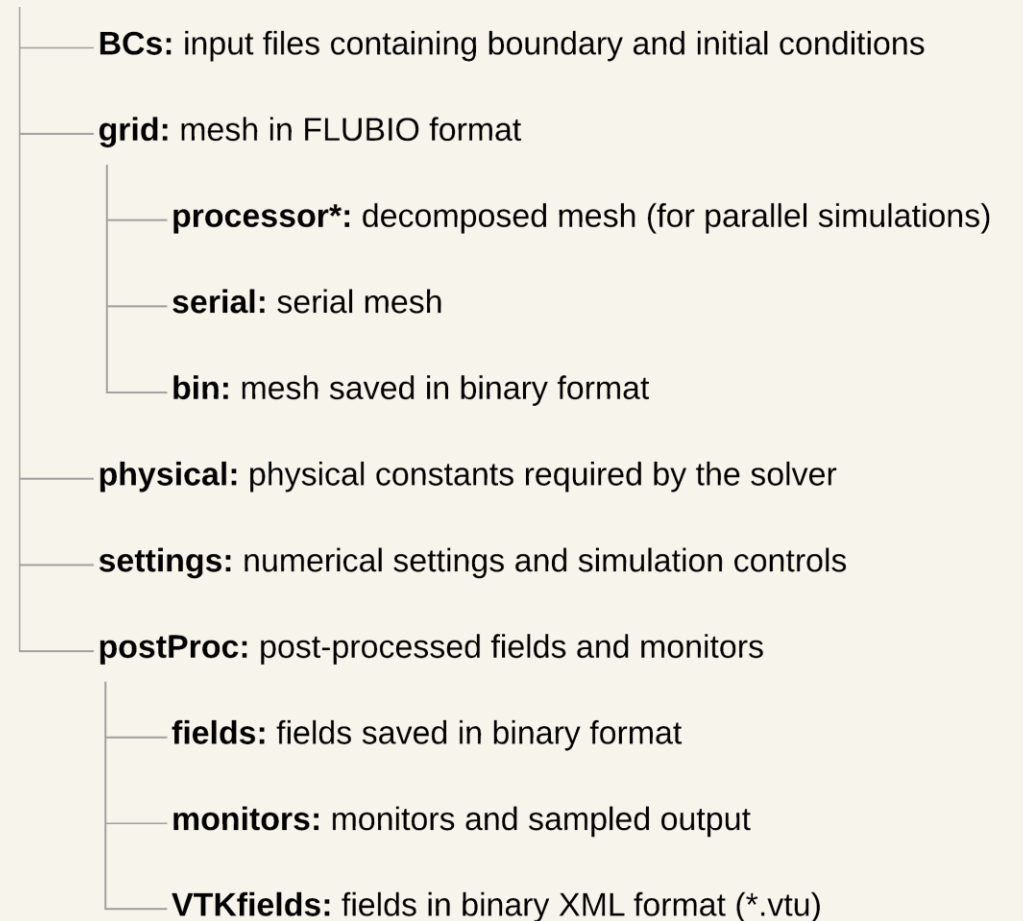 BCs: input files containing boundary and initial conditions
grid: mesh in FLUBIO format
processor*: decomposed mesh (for parallel simulations)
serial: serial mesh
bin: mesh saved in binary format
physical: physical constants required by the solver
settings: numerical settings and simulation controls
postProc: post-processed fields and monitors
fields: fields saved in binary format
monitors: monitors and sampled output
VTKfields: fields in binary XML format (*.vtu)